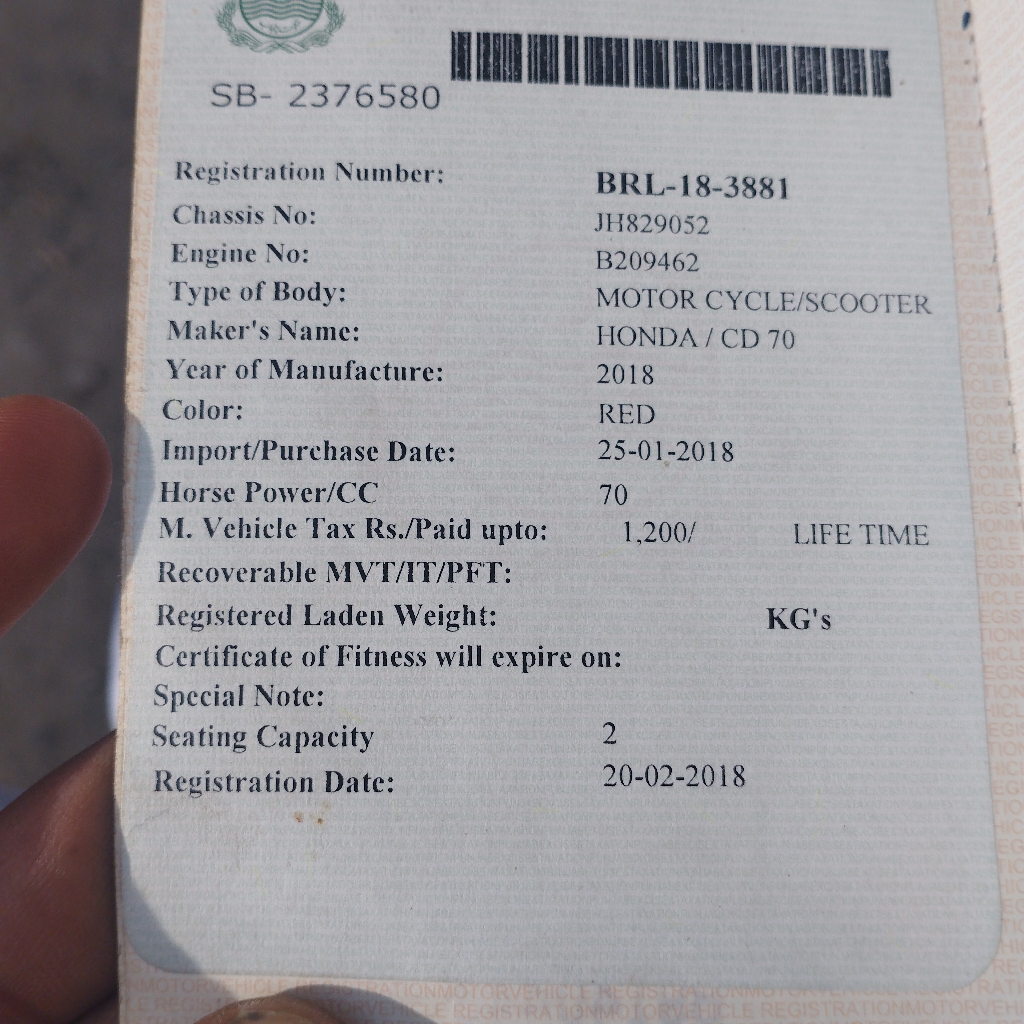 SB- 2376580
Registration Number: BRL-18-3881
Chassis No: JH829052
Engine No: B209462
Type of Body: MOTOR CYCLE/SCOOTER
Maker's Name: HONDA / CD 70
Year of Manufacture: 2018
Color: RED
Import/Purchase Date: 25-01-2018
Horse Power/CC 70
M. Vehicle Tax Rs./Paid upto: 1,200/ LIFE TIME
Recoverable MVT/IT/PFT:
Registered Laden Weight: KG's
Certificate of Fitness will expire on:
Special Note:
Seating Capacity 2
Registration Date: 20-02-2018